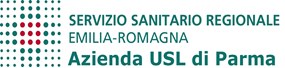 SERVIZIO SANITARIO REGIONALE
EMILIA-ROMAGNA
Azienda USL di Parma